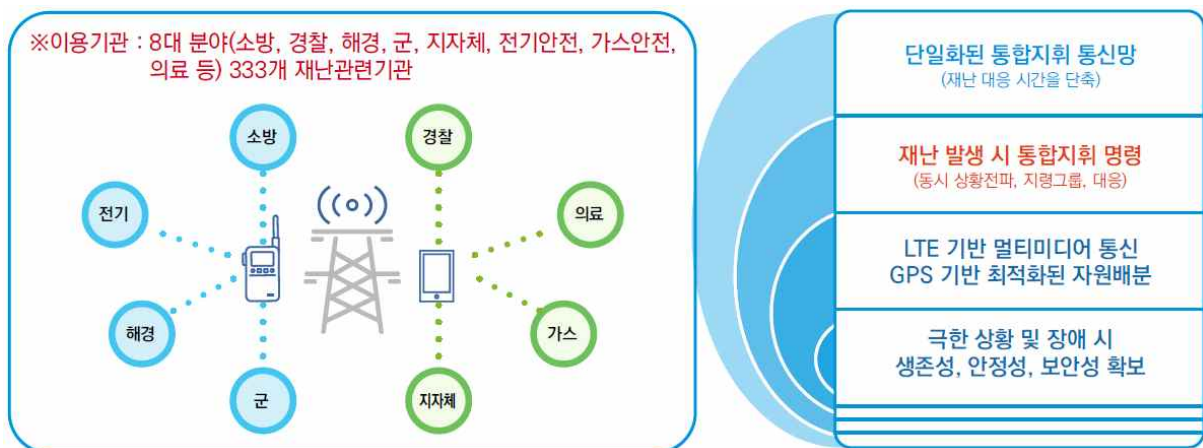 ※이용기관 : 8대 분야(소방, 경찰, 해경, 군, 지자체, 전기안전, 가스안전,
의료 등) 333개 재난관련기관
소방
경찰
전기
의료
해경
가스
군
지자체
단일화된 통합지휘 통신망
(재난 대응 시간을 단축)
재난 발생 시 통합지휘 명령
(동시 상황전파, 지령그룹, 대응)
LTE 기반 멀티미디어 통신
GPS 기반 최적화된 자원배분
극한 상황 및 장애 시
생존성, 안정성, 보안성 확보